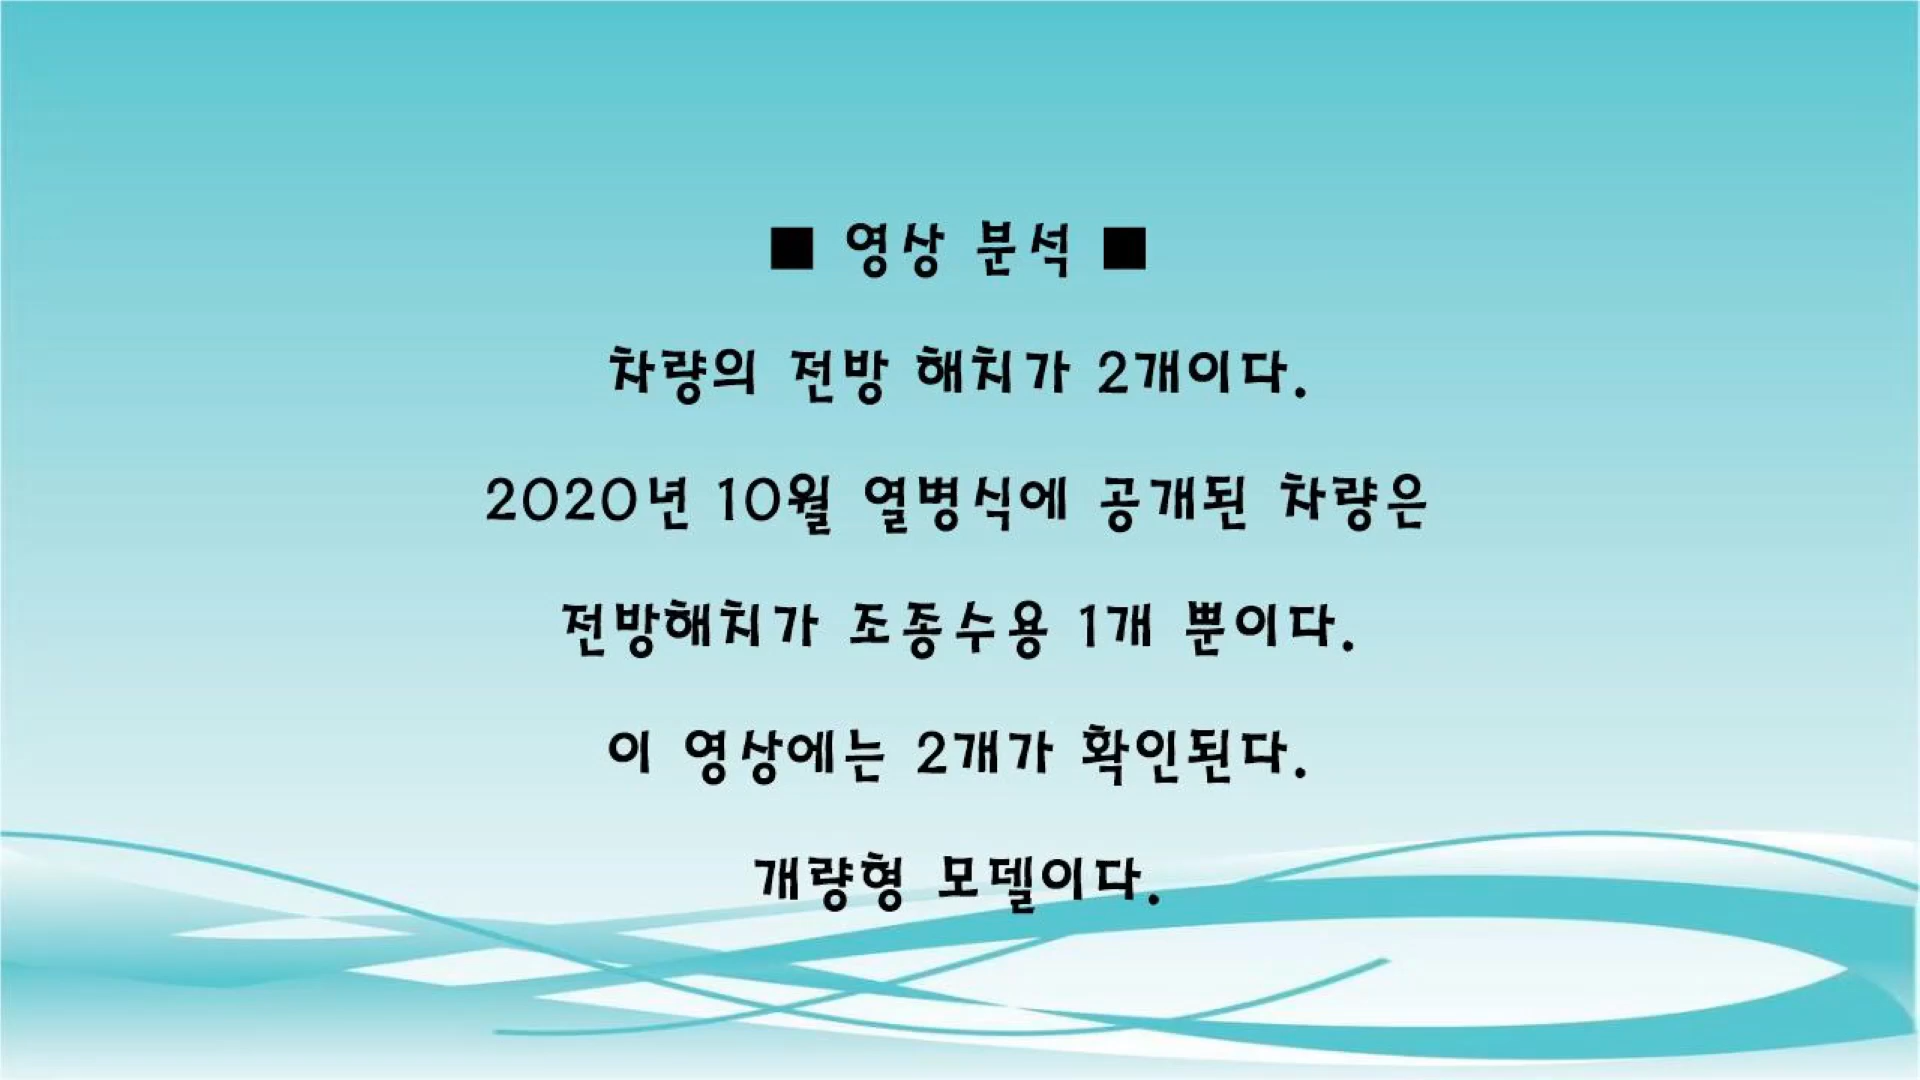 ■ 영상 분석 ■
차량의 전방 해치가 2개이다.
2020년 10월 열병식에 공개된 차량은
전방해치가 조종수용 1개 뿐이다.
이 영상에는 2개가 확인된다.
개량형 모델이다.